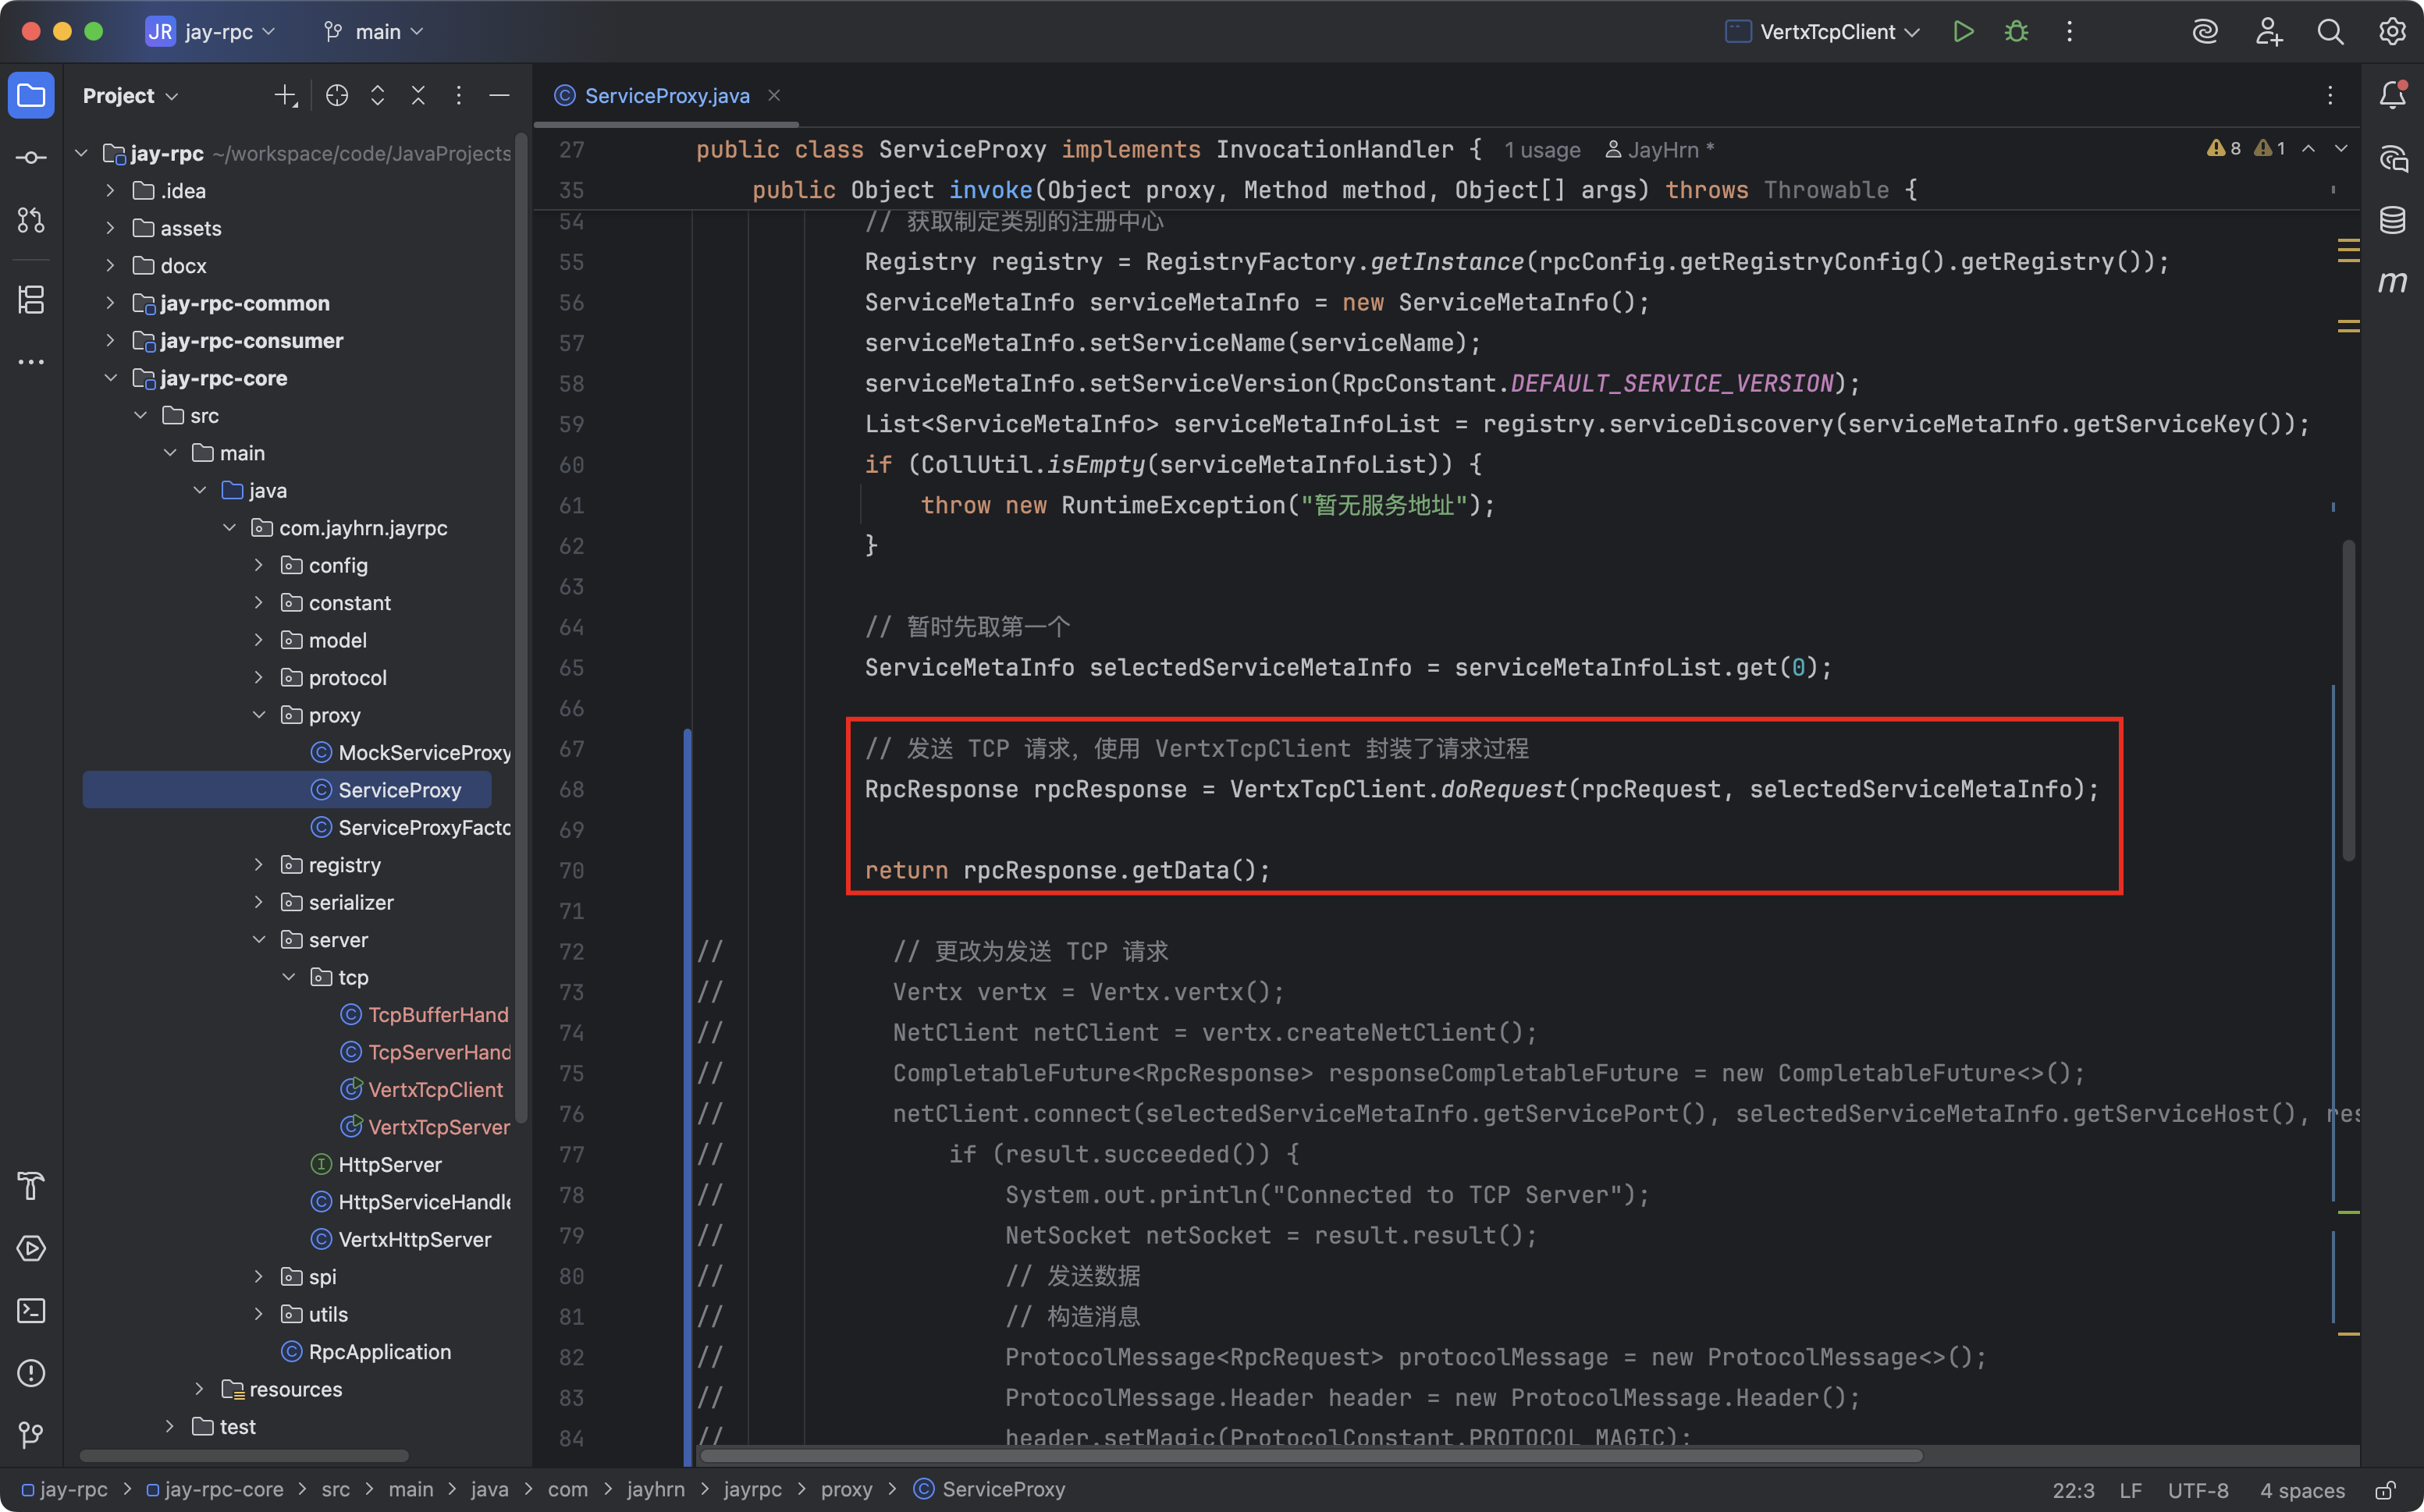 JR jay-rpc main VertxTcpClient
Project
jay-rpc ~/workspace/code/JavaProjects
.idea
assets
docx
jay-rpc-common
jay-rpc-consumer
jay-rpc-core
src
main
java
com.jayhrn.jayrpc
config
constant
model
protocol
proxy
MockServiceProxy
ServiceProxy
ServiceProxyFacto
registry
serializer
server
tcp
TcpBufferHand
TcpServerHand
VertxTcpClient
VertxTcpServer
HttpServer
HttpServiceHandle
VertxHttpServer
spi
utils
RpcApplication
resources
test
ServiceProxy.java
27 public class ServiceProxy implements InvocationHandler { 1 usage JayHrn * 8 1
35 public Object invoke(Object proxy, Method method, Object[] args) throws Throwable {
54 // 获取制定类别的注册中心
55 Registry registry = RegistryFactory.getInstance(rpcConfig.getRegistryConfig().getRegistry());
56 ServiceMetaInfo serviceMetaInfo = new ServiceMetaInfo();
57 serviceMetaInfo.setServiceName(serviceName);
58 serviceMetaInfo.setServiceVersion(RpcConstant.DEFAULT_SERVICE_VERSION);
59 List<ServiceMetaInfo> serviceMetaInfoList = registry.serviceDiscovery(serviceMetaInfo.getServiceKey());
60 if (CollUtil.isEmpty(serviceMetaInfoList)) {
61 throw new RuntimeException("暂无服务地址");
62 }
63
64 // 暂时先取第一个
65 ServiceMetaInfo selectedServiceMetaInfo = serviceMetaInfoList.get(0);
66
67 // 发送 TCP 请求，使用 VertxTcpClient 封装了请求过程
68 RpcResponse rpcResponse = VertxTcpClient.doRequest(rpcRequest, selectedServiceMetaInfo);
69
70 return rpcResponse.getData();
71
72 // // 更改为发送 TCP 请求
73 // Vertx vertx = Vertx.vertx();
74 // NetClient netClient = vertx.createNetClient();
75 // CompletableFuture<RpcResponse> responseCompletableFuture = new CompletableFuture<>();
76 // netClient.connect(selectedServiceMetaInfo.getServicePort(), selectedServiceMetaInfo.getServiceHost(), res
77 // if (result.succeeded()) {
78 // System.out.println("Connected to TCP Server");
79 // NetSocket netSocket = result.result();
80 // // 发送数据
81 // // 构造消息
82 // ProtocolMessage<RpcRequest> protocolMessage = new ProtocolMessage<>();
83 // ProtocolMessage.Header header = new ProtocolMessage.Header();
84 // header.setMagic(ProtocolConstant.PROTOCOL_MAGIC);
jay-rpc > jay-rpc-core > src > main > java > com > jayhrn > jayrpc > proxy > ServiceProxy 22:3 LF UTF-8 4 spaces